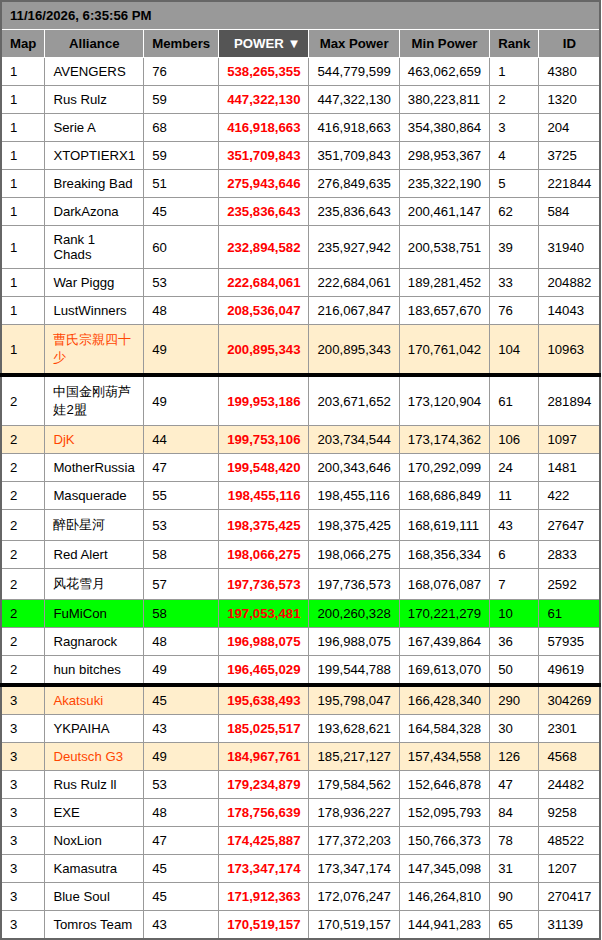 11/16/2026, 6:35:56 PM
Map Alliance Members POWER ▼ Max Power Min Power Rank ID
1 AVENGERS 76 538,265,355 544,779,599 463,062,659 1 4380
1 Rus Rulz 59 447,322,130 447,322,130 380,223,811 2 1320
1 Serie A 68 416,918,663 416,918,663 354,380,864 3 204
1 XTOPTIERX1 59 351,709,843 351,709,843 298,953,367 4 3725
1 Breaking Bad 51 275,943,646 276,849,635 235,322,190 5 221844
1 DarkAzona 45 235,836,643 235,836,643 200,461,147 62 584
1 Rank 1 Chads 60 232,894,582 235,927,942 200,538,751 39 31940
1 War Piggg 53 222,684,061 222,684,061 189,281,452 33 204882
1 LustWinners 48 208,536,047 216,067,847 183,657,670 76 14043
1 曹氏宗親四十少 49 200,895,343 200,895,343 170,761,042 104 10963
2 中国金刚葫芦娃2盟 49 199,953,186 203,671,652 173,120,904 61 281894
2 DjK 44 199,753,106 203,734,544 173,174,362 106 1097
2 MotherRussia 47 199,548,420 200,343,646 170,292,099 24 1481
2 Masquerade 55 198,455,116 198,455,116 168,686,849 11 422
2 醉卧星河 53 198,375,425 198,375,425 168,619,111 43 27647
2 Red Alert 58 198,066,275 198,066,275 168,356,334 6 2833
2 风花雪月 57 197,736,573 197,736,573 168,076,087 7 2592
2 FuMiCon 58 197,053,481 200,260,328 170,221,279 10 61
2 Ragnarock 48 196,988,075 196,988,075 167,439,864 36 57935
2 hun bitches 49 196,465,029 199,544,788 169,613,070 50 49619
3 Akatsuki 45 195,638,493 195,798,047 166,428,340 290 304269
3 YKPAIHA 43 185,025,517 193,628,621 164,584,328 30 2301
3 Deutsch G3 49 184,967,761 185,217,127 157,434,558 126 4568
3 Rus Rulz ll 53 179,234,879 179,584,562 152,646,878 47 24482
3 EXE 48 178,756,639 178,936,227 152,095,793 84 9258
3 NoxLion 47 174,425,887 177,372,203 150,766,373 78 48522
3 Kamasutra 45 173,347,174 173,347,174 147,345,098 31 1207
3 Blue Soul 45 171,912,363 172,076,247 146,264,810 90 270417
3 Tomros Team 43 170,519,157 170,519,157 144,941,283 65 31139